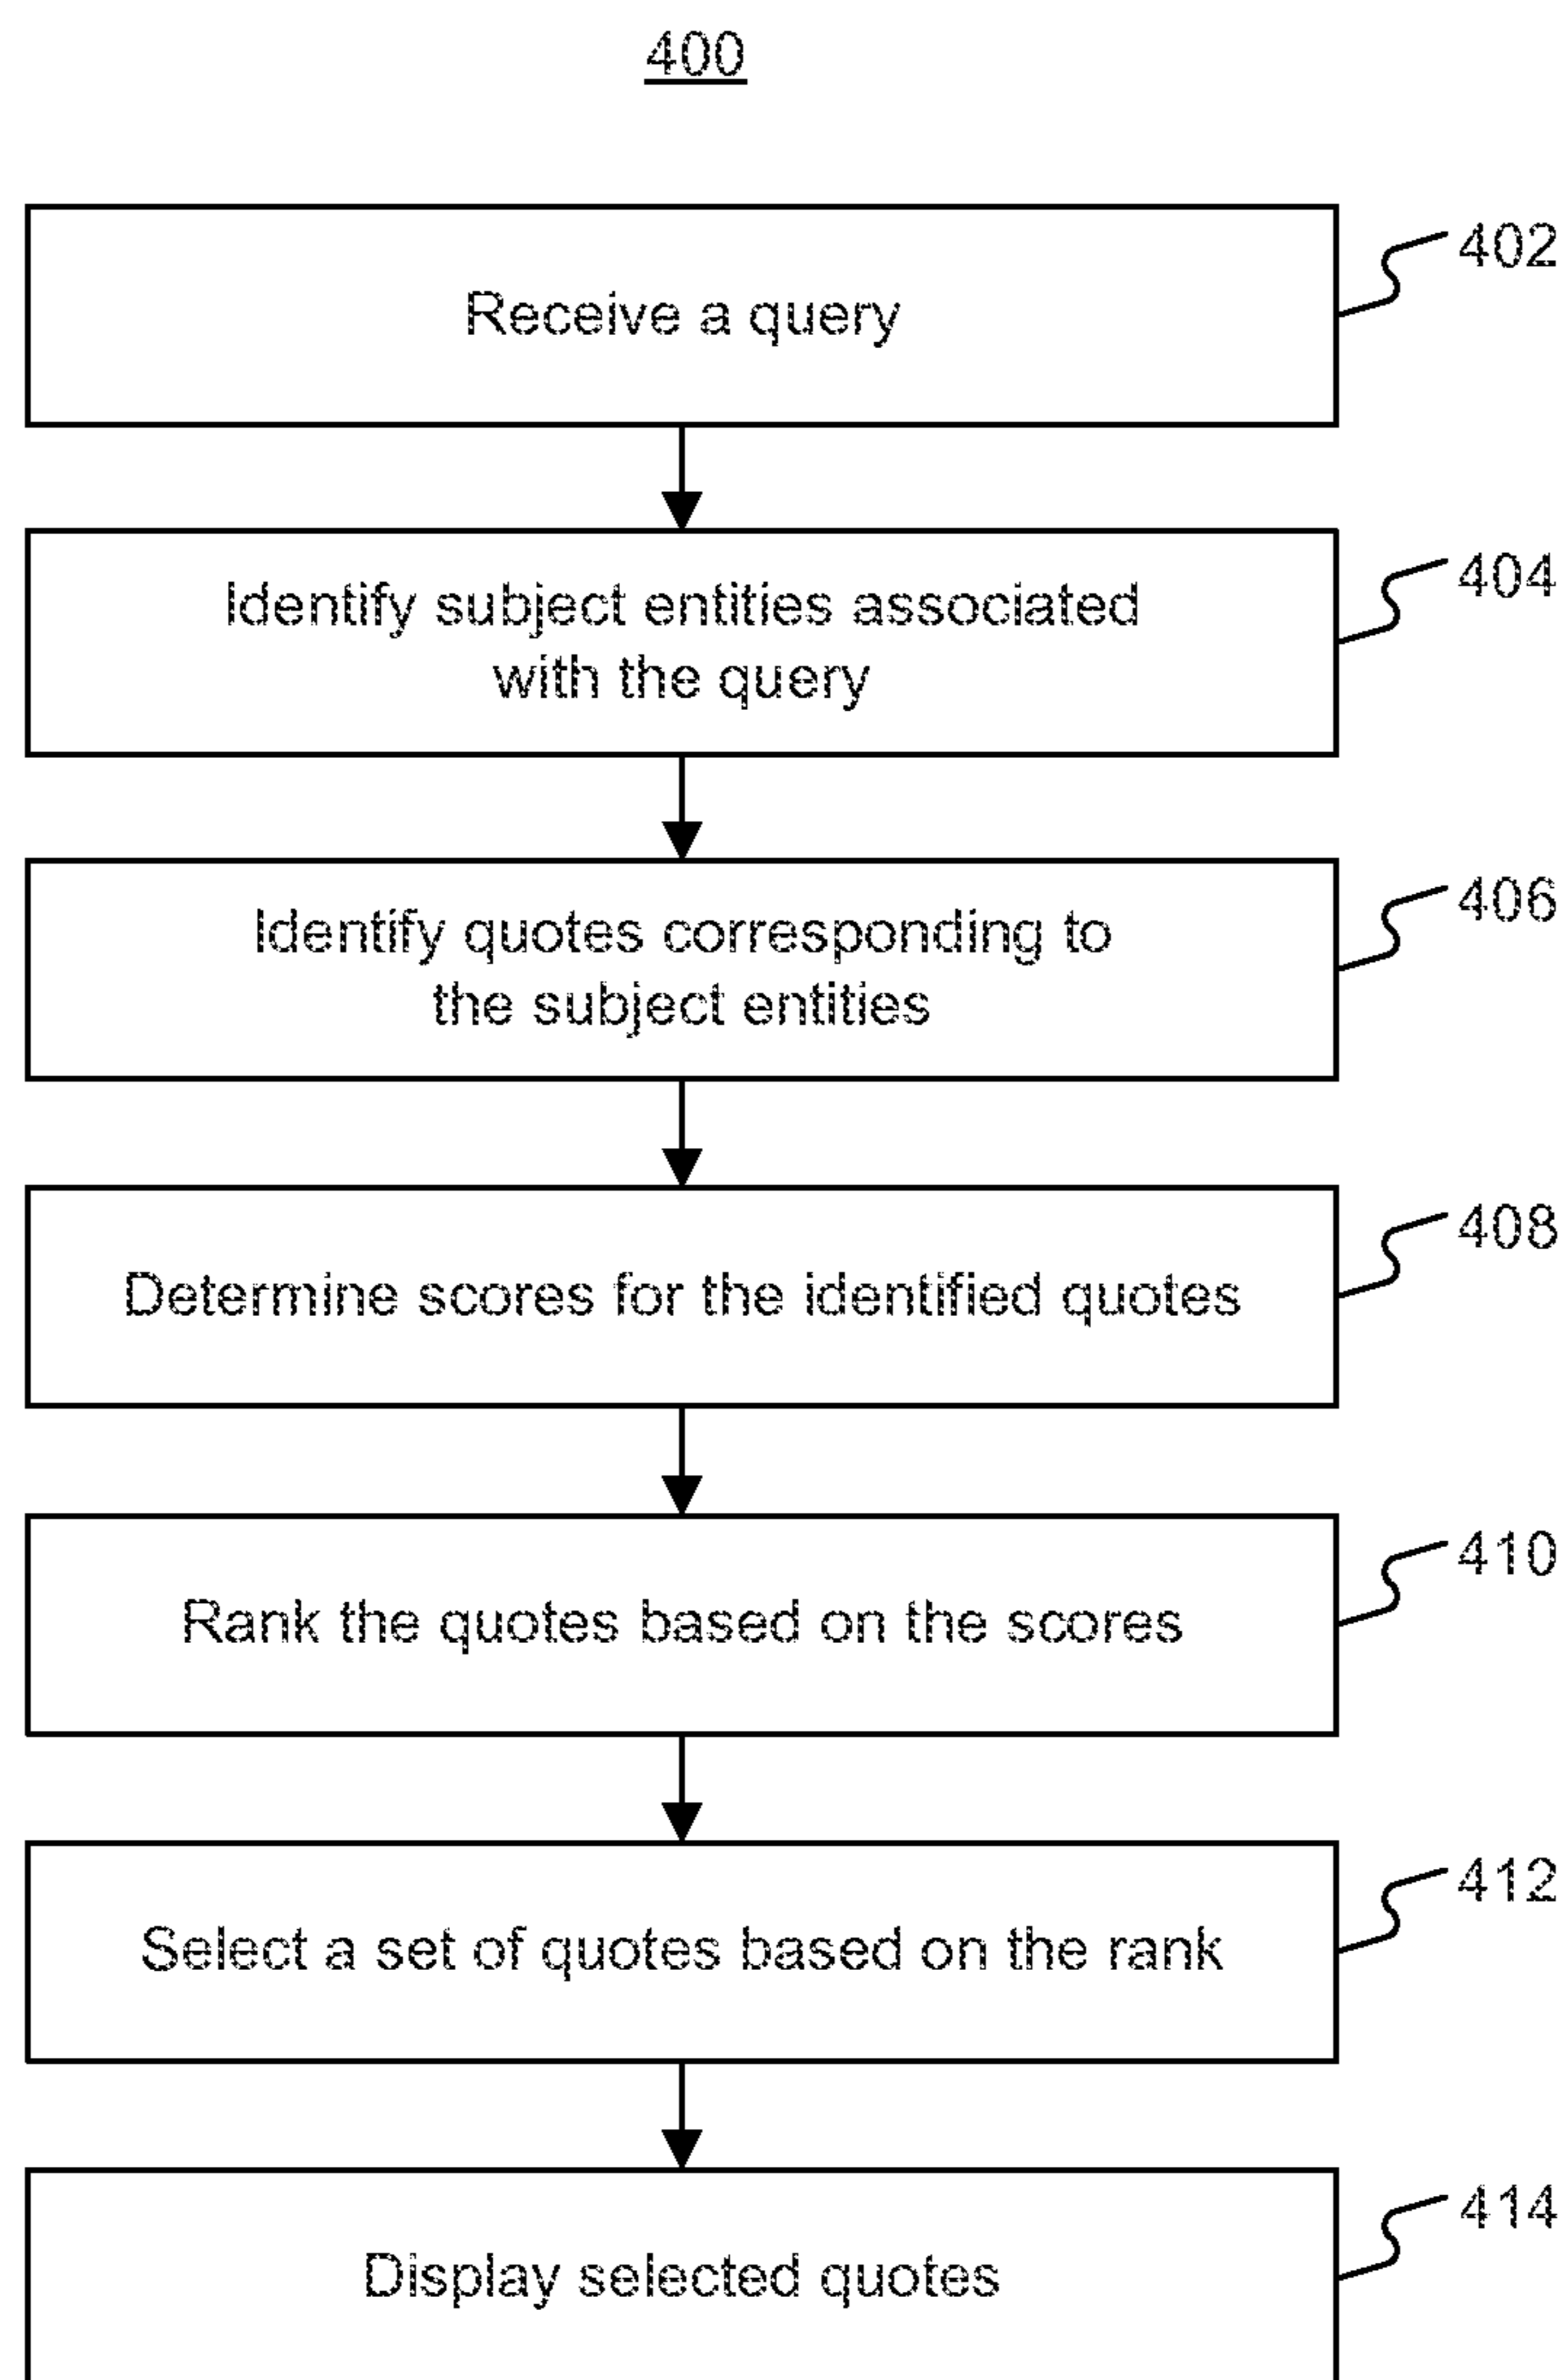 400
Receive a query
402
Identify subject entities associated
with the query
404
Identify quotes corresponding to
the subject entities
406
Determine scores for the identified quotes
408
Rank the quotes based on the scores
410
Select a set of quotes based on the rank
412
Display selected quotes
414